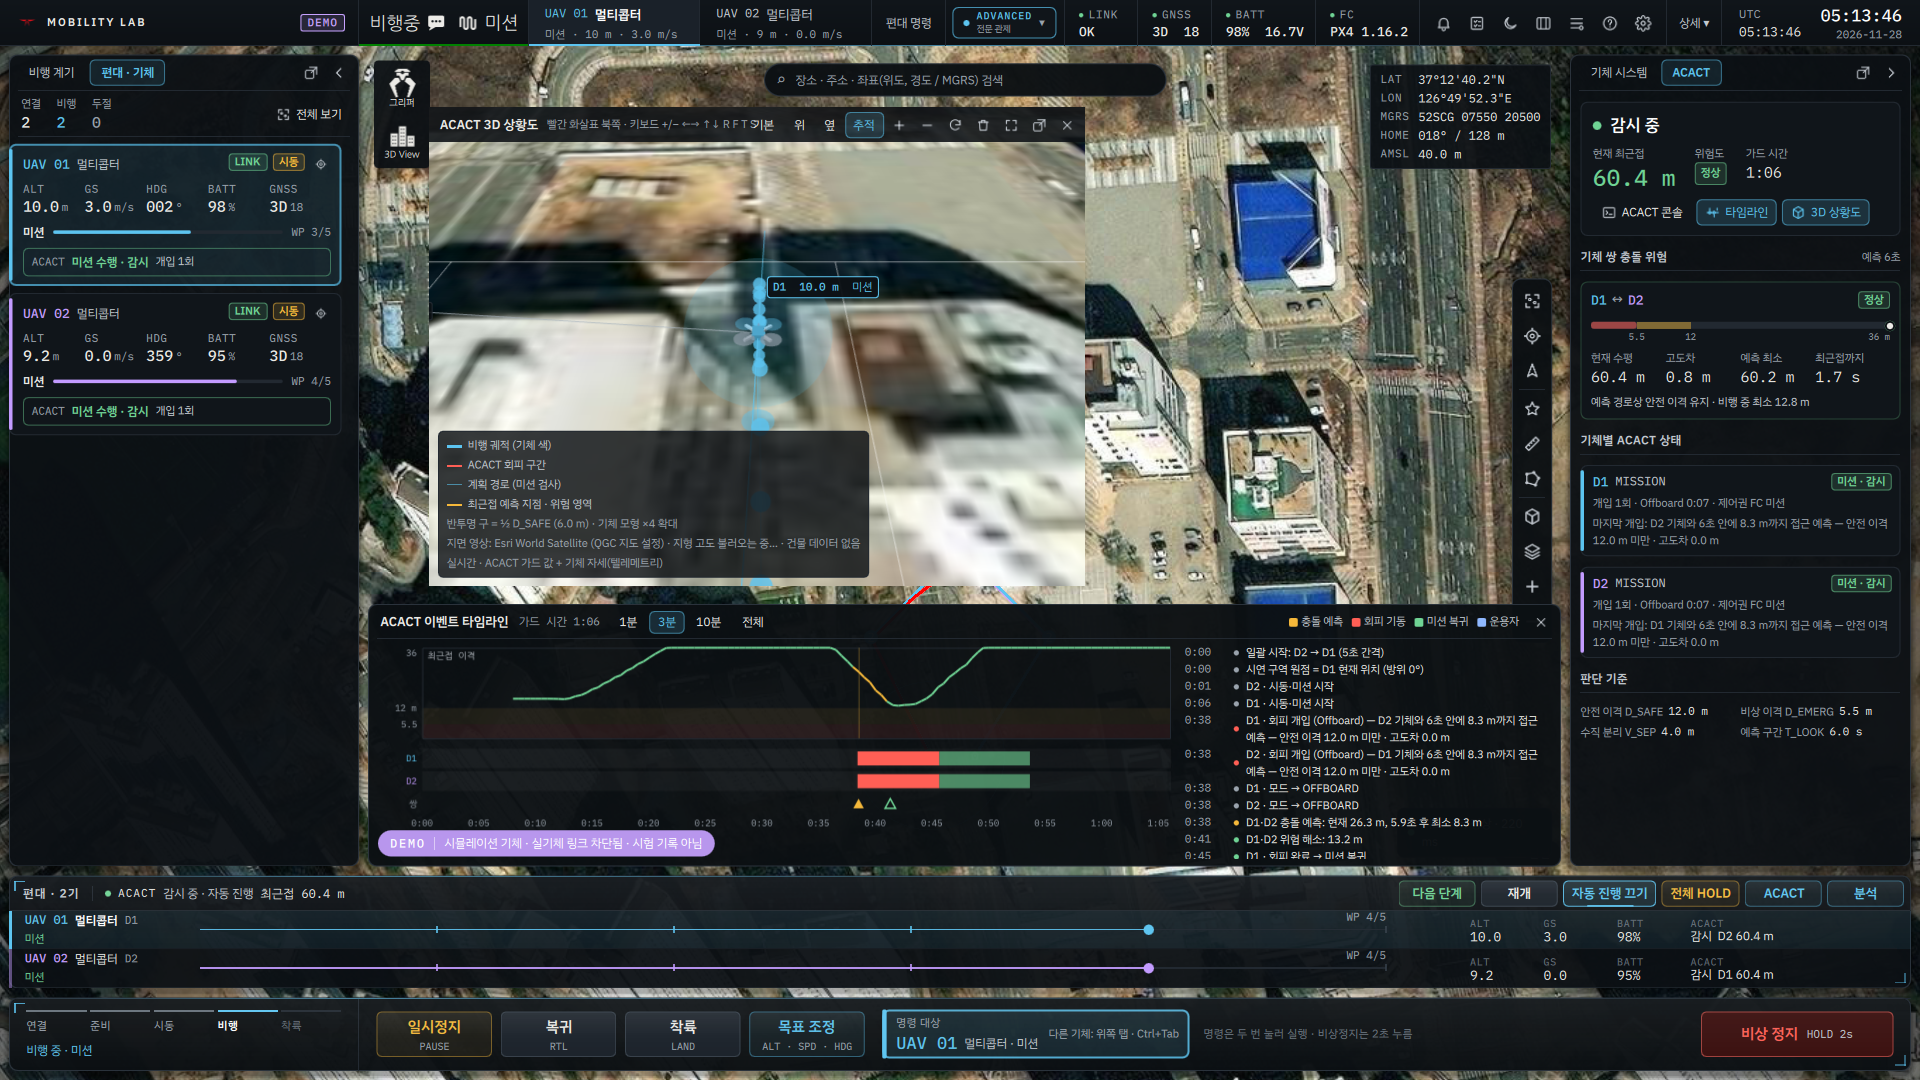 MOBILITY LAB
DEMO
비행중 미션
UAV 01 멀티콥터
미션 · 10 m · 3.0 m/s
UAV 02 멀티콥터
미션 · 9 m · 0.0 m/s
편대 명령
ADVANCED
전문 관제
LINK
OK
GNSS
3D 18
BATT
98% 16.7V
FC
PX4 1.16.2
상세
UTC
05:13:46
05:13:46
2026-11-28
비행 계기
편대 · 기체
연결
2
비행
2
두절
0
전체 보기
UAV 01 멀티콥터
LINK
시동
ALT GS HDG BATT GNSS
10.0 m 3.0 m/s 002° 98% 3D 18
미션
WP 3/5
ACACT 미션 수행 · 감시 개입 1회
UAV 02 멀티콥터
LINK
시동
ALT GS HDG BATT GNSS
9.2 m 0.0 m/s 359° 95% 3D 18
미션
WP 4/5
ACACT 미션 수행 · 감시 개입 1회
그리퍼
3D View
장소 · 주소 · 좌표(위도, 경도 / MGRS) 검색
LAT 37°12'40.2"N
LON 126°49'52.3"E
MGRS 52SCG 07550 20500
HOME 018° / 128 m
AMSL 40.0 m
ACACT 3D 상황도
빨간 화살표 북쪽 · 키보드 +/− ←→ ↑↓ R F T S
기본
위
옆
추적
D1 10.0 m 미션
비행 궤적 (기체 색)
ACACT 회피 구간
계획 경로 (미션 검사)
최근접 예측 지점 · 위험 영역
반투명 구 = ½ D_SAFE (6.0 m) · 기체 모형 ×4 확대
지면 영상: Esri World Satellite (QGC 지도 설정) · 지형 고도 불러오는 중... · 건물 데이터 없음
실시간 · ACACT 가드 값 + 기체 자세(텔레메트리)
기체 시스템
ACACT
감시 중
현재 최근접
60.4 m
위험도
정상
가드 시간
1:06
ACACT 콘솔
타임라인
3D 상황도
기체 쌍 충돌 위험
예측 6초
D1 ↔ D2
정상
5.5 12 36 m
현재 수평 고도차 예측 최소 최근접까지
60.4 m 0.8 m 60.2 m 1.7 s
예측 경로상 안전 이격 유지 · 비행 중 최소 12.8 m
기체별 ACACT 상태
D1 MISSION
미션 · 감시
개입 1회 · Offboard 0:07 · 제어권 FC 미션
마지막 개입: D2 기체와 6초 안에 8.3 m까지 접근 예측 — 안전 이격
12.0 m 미만 · 고도차 0.0 m
D2 MISSION
미션 · 감시
개입 1회 · Offboard 0:07 · 제어권 FC 미션
마지막 개입: D1 기체와 6초 안에 8.3 m까지 접근 예측 — 안전 이격
12.0 m 미만 · 고도차 0.0 m
판단 기준
안전 이격 D_SAFE 12.0 m
비상 이격 D_EMERG 5.5 m
수직 분리 V_SEP 4.0 m
예측 구간 T_LOOK 6.0 s
ACACT 이벤트 타임라인
가드 시간 1:06
1분
3분
10분
전체
충돌 예측
회피 기동
미션 복귀
운용자
36
최근접 이격
12 m
5.5
D1
D2
쌍
0:00 0:05 0:10 0:15 0:20 0:25 0:30 0:35 0:40 0:45 0:50 0:55 1:00 1:05
0:00 일괄 시작: D2 → D1 (5초 간격)
0:00 시연 구역 원점 = D1 현재 위치 (방위 0°)
0:01 D2 · 시동·미션 시작
0:06 D1 · 시동·미션 시작
0:38 D1 · 회피 개입 (Offboard) — D2 기체와 6초 안에 8.3 m까지 접근
예측 — 안전 이격 12.0 m 미만 · 고도차 0.0 m
0:38 D2 · 회피 개입 (Offboard) — D1 기체와 6초 안에 8.3 m까지 접근
예측 — 안전 이격 12.0 m 미만 · 고도차 0.0 m
0:38 D1 · 모드 → OFFBOARD
0:38 D2 · 모드 → OFFBOARD
0:38 D1·D2 충돌 예측: 현재 26.3 m, 5.9초 후 최소 8.3 m
0:41 D1·D2 위험 해소: 13.2 m
0:45 D1 · 회피 완료 → 미션 복귀
DEMO 시뮬레이션 기체 · 실기체 링크 차단됨 · 시험 기록 아님
편대 · 2기
ACACT 감시 중 · 자동 진행 최근접 60.4 m
다음 단계
재개
자동 진행 끄기
전체 HOLD
ACACT
분석
UAV 01 멀티콥터 D1
미션
WP 4/5
ALT GS BATT ACACT
10.0 3.0 98% 감시 D2 60.4 m
UAV 02 멀티콥터 D2
미션
WP 4/5
ALT GS BATT ACACT
9.2 0.0 95% 감시 D1 60.4 m
연결 준비 시동 비행 착륙
비행 중 · 미션
일시정지
PAUSE
복귀
RTL
착륙
LAND
목표 조정
ALT · SPD · HDG
명령 대상
UAV 01 멀티콥터 · 미션
다른 기체: 위쪽 탭 · Ctrl+Tab
명령은 두 번 눌러 실행 · 비상정지는 2초 누름
비상 정지 HOLD 2s